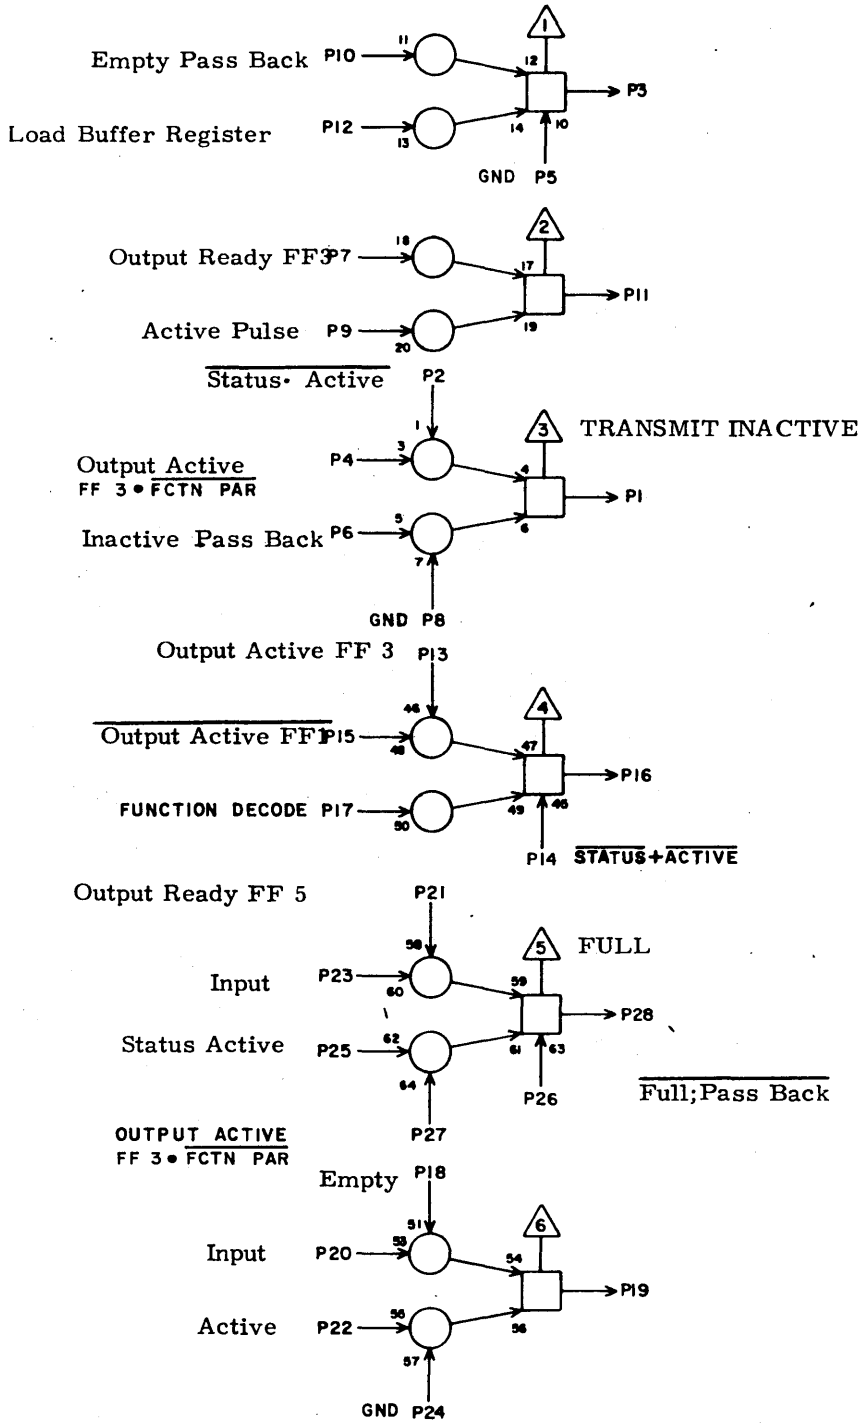 1
11
Empty Pass Back P10
12
P3
Load Buffer Register P12
13
14
10
GND P5
2
18
Output Ready FF3 P7
17
P11
Active Pulse P9
19
20
Status· Active P2
1
3
TRANSMIT INACTIVE
3
P4
4
Output Active
FF 3 • FCTN PAR
P1
5
Inactive Pass Back P6
6
7
GND P8
Output Active FF 3 P13
46
4
Output Active FF1 P15
48
47
P16
FUNCTION DECODE P17
49
45
50
P14 STATUS+ACTIVE
Output Ready FF 5 P21
58
5
FULL
Input P23
60
59
P28
62
Status Active P25
61
63
64
P26
Full;Pass Back
OUTPUT ACTIVE
FF 3 • FCTN PAR
P27
Empty P18
51
6
53
Input P20
54
P19
55
Active P22
56
57
GND P24